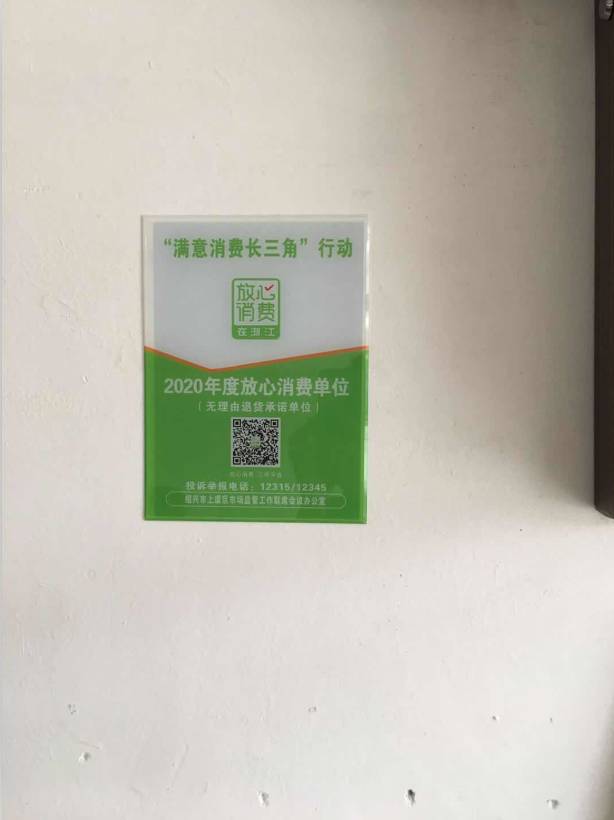 “满意消费长三角”行动
放心
消费
在浙江
2020年度放心消费单位
(无理由退货承诺单位)
投诉举报电话：12315/12345
绍兴市上虞区市场监管工作联席会议办公室